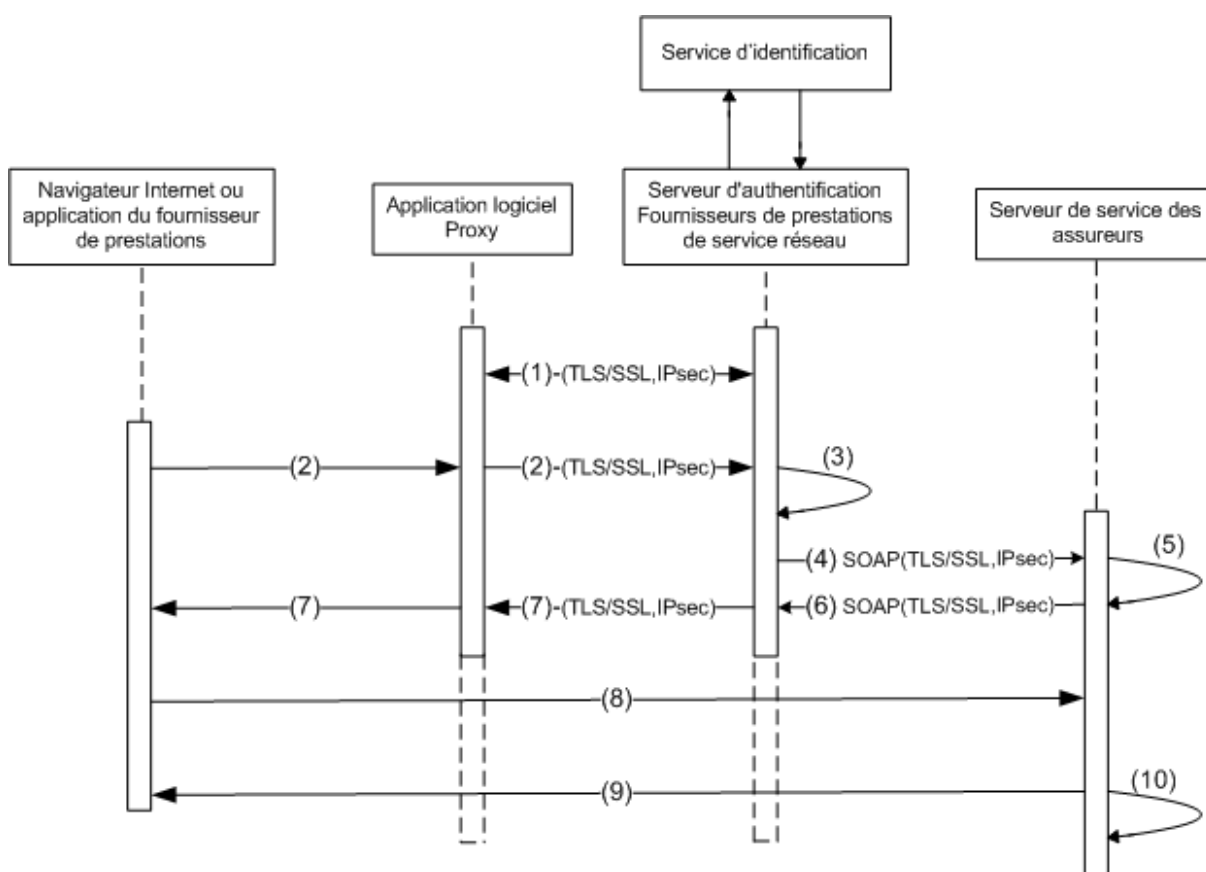 Service d'identification
Navigateur Internet ou
application du fournisseur
de prestations
Application logiciel
Proxy
Serveur d'authentification
Fournisseurs de prestations
de service réseau
Serveur de service des
assureurs
(1)-(TLS/SSL,IPsec)
(2)
(2)-(TLS/SSL,IPsec)
(3)
(4) SOAP(TLS/SSL,IPsec)
(5)
(7)
(7)-(TLS/SSL,IPsec)
(6) SOAP(TLS/SSL,IPsec)
(8)
(9)
(10)